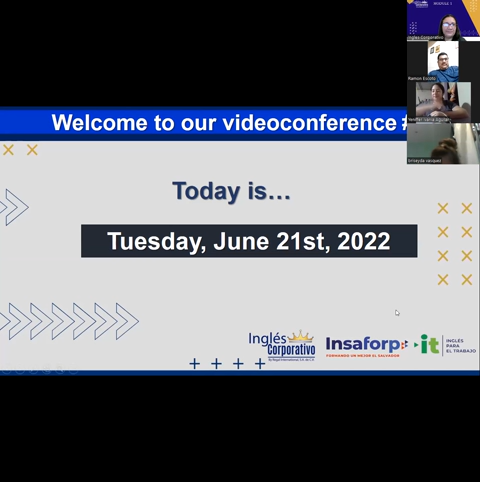 MODULE 1
Inglés Corporativo
Ramon Escoto
Welcome to our videoconference #
Today is...
Tuesday, June 21st, 2022
Inglés
Corporativo
Insaforp
FORMANDO UN MEJOR EL SALVADOR
it
INGLÉS
PARA
EL TRABAJO